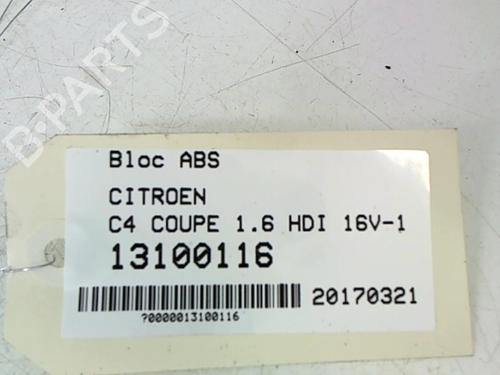 B-PARTS
Bloc ABS
CITROEN
C4 COUPE 1.6 HDI 16V-1
13100116
20170321
?0000013100116